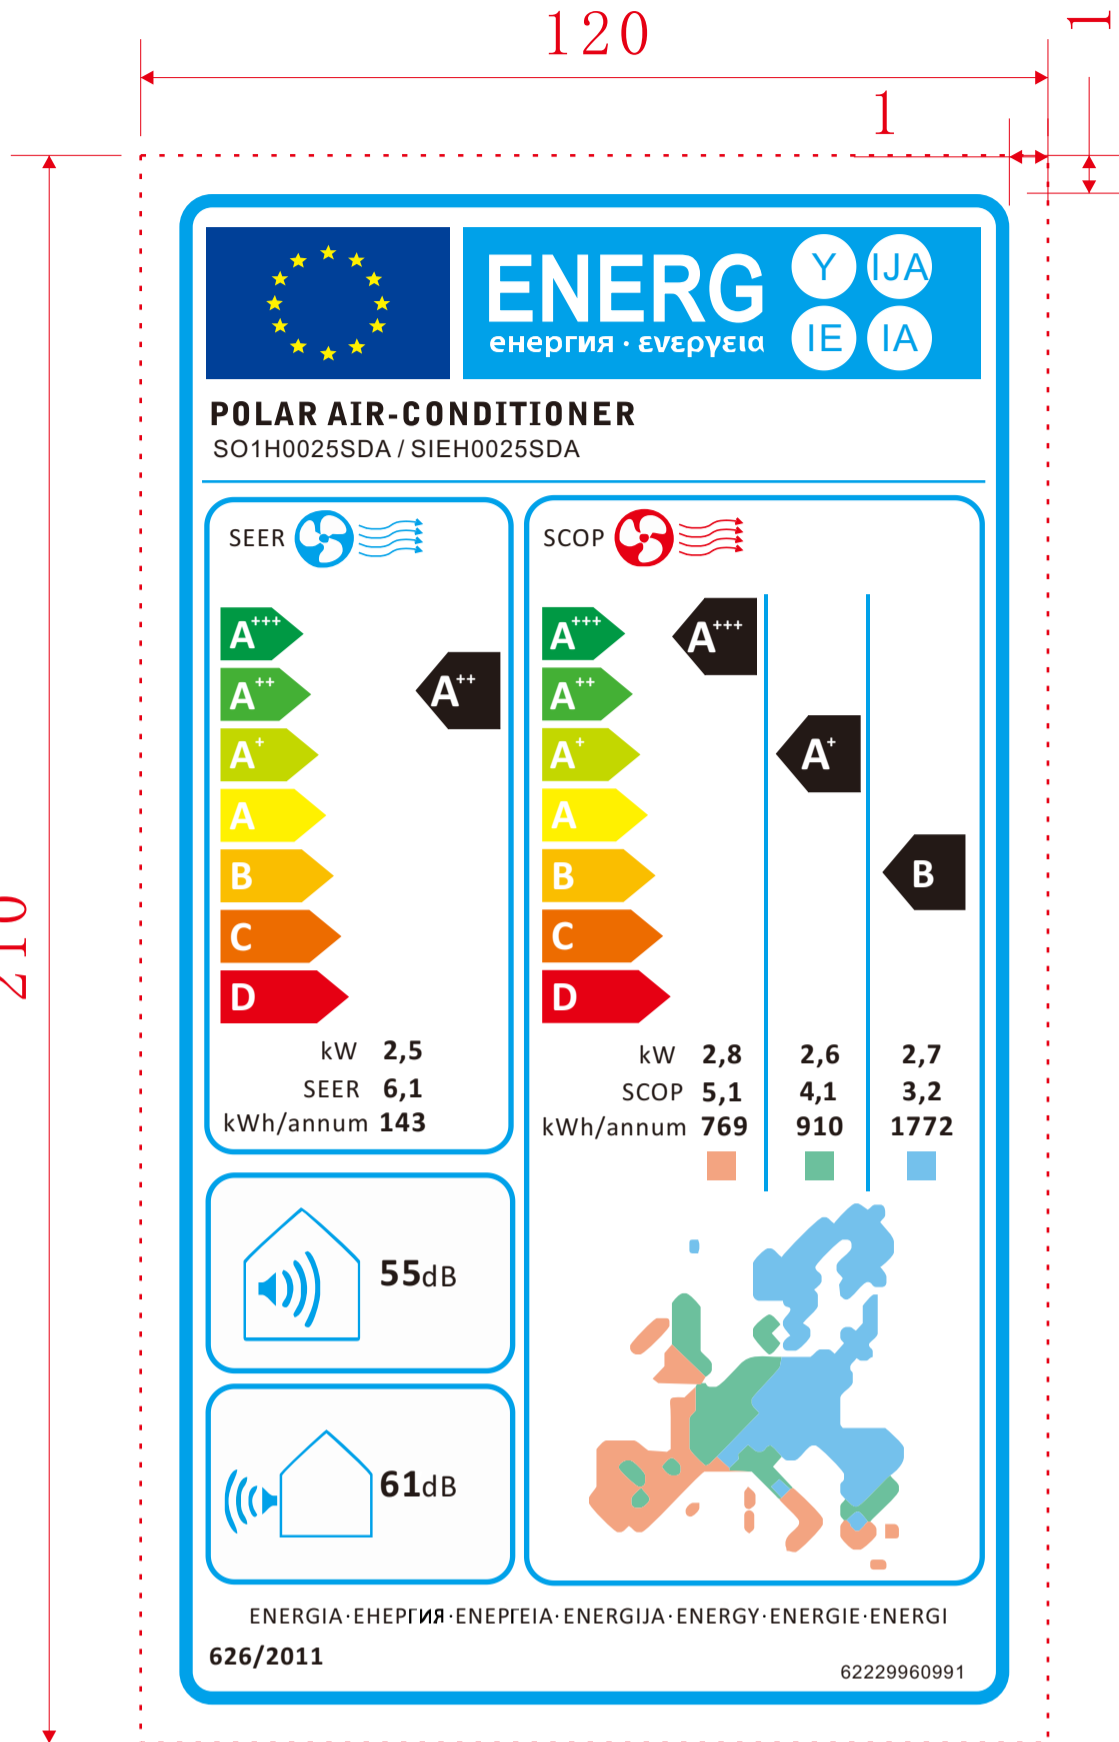 120
1
1
210
ENERG
енергия · ενεργεια
Y IJA
IE IA
POLAR AIR-CONDITIONER
SO1H0025SDA / SIEH0025SDA
SEER
A+++
A++
A+
A
B
C
D
A++
kW 2,5
SEER 6,1
kWh/annum 143
SCOP
A+++
A++
A+
A
B
C
D
A+++
A+
B
kW 2,8 2,6 2,7
SCOP 5,1 4,1 3,2
kWh/annum 769 910 1772
55dB
61dB
ENERGIA·ЕНЕРГИЯ·ΕΝΕΡΓΕΙΑ·ENERGIJA·ENERGY·ENERGIE·ENERGI
626/2011
62229960991